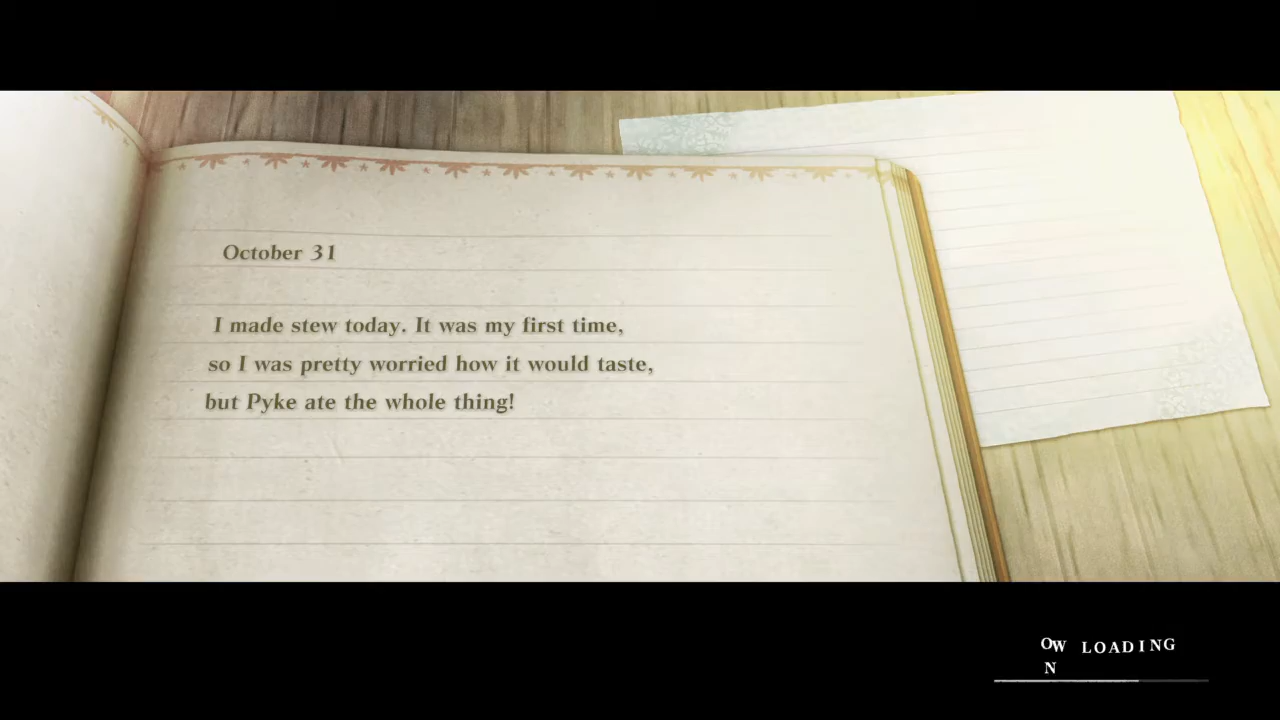 October 31
I made stew today. It was my first time,
so I was pretty worried how it would taste,
but Pyke ate the whole thing!
NOW LOADING